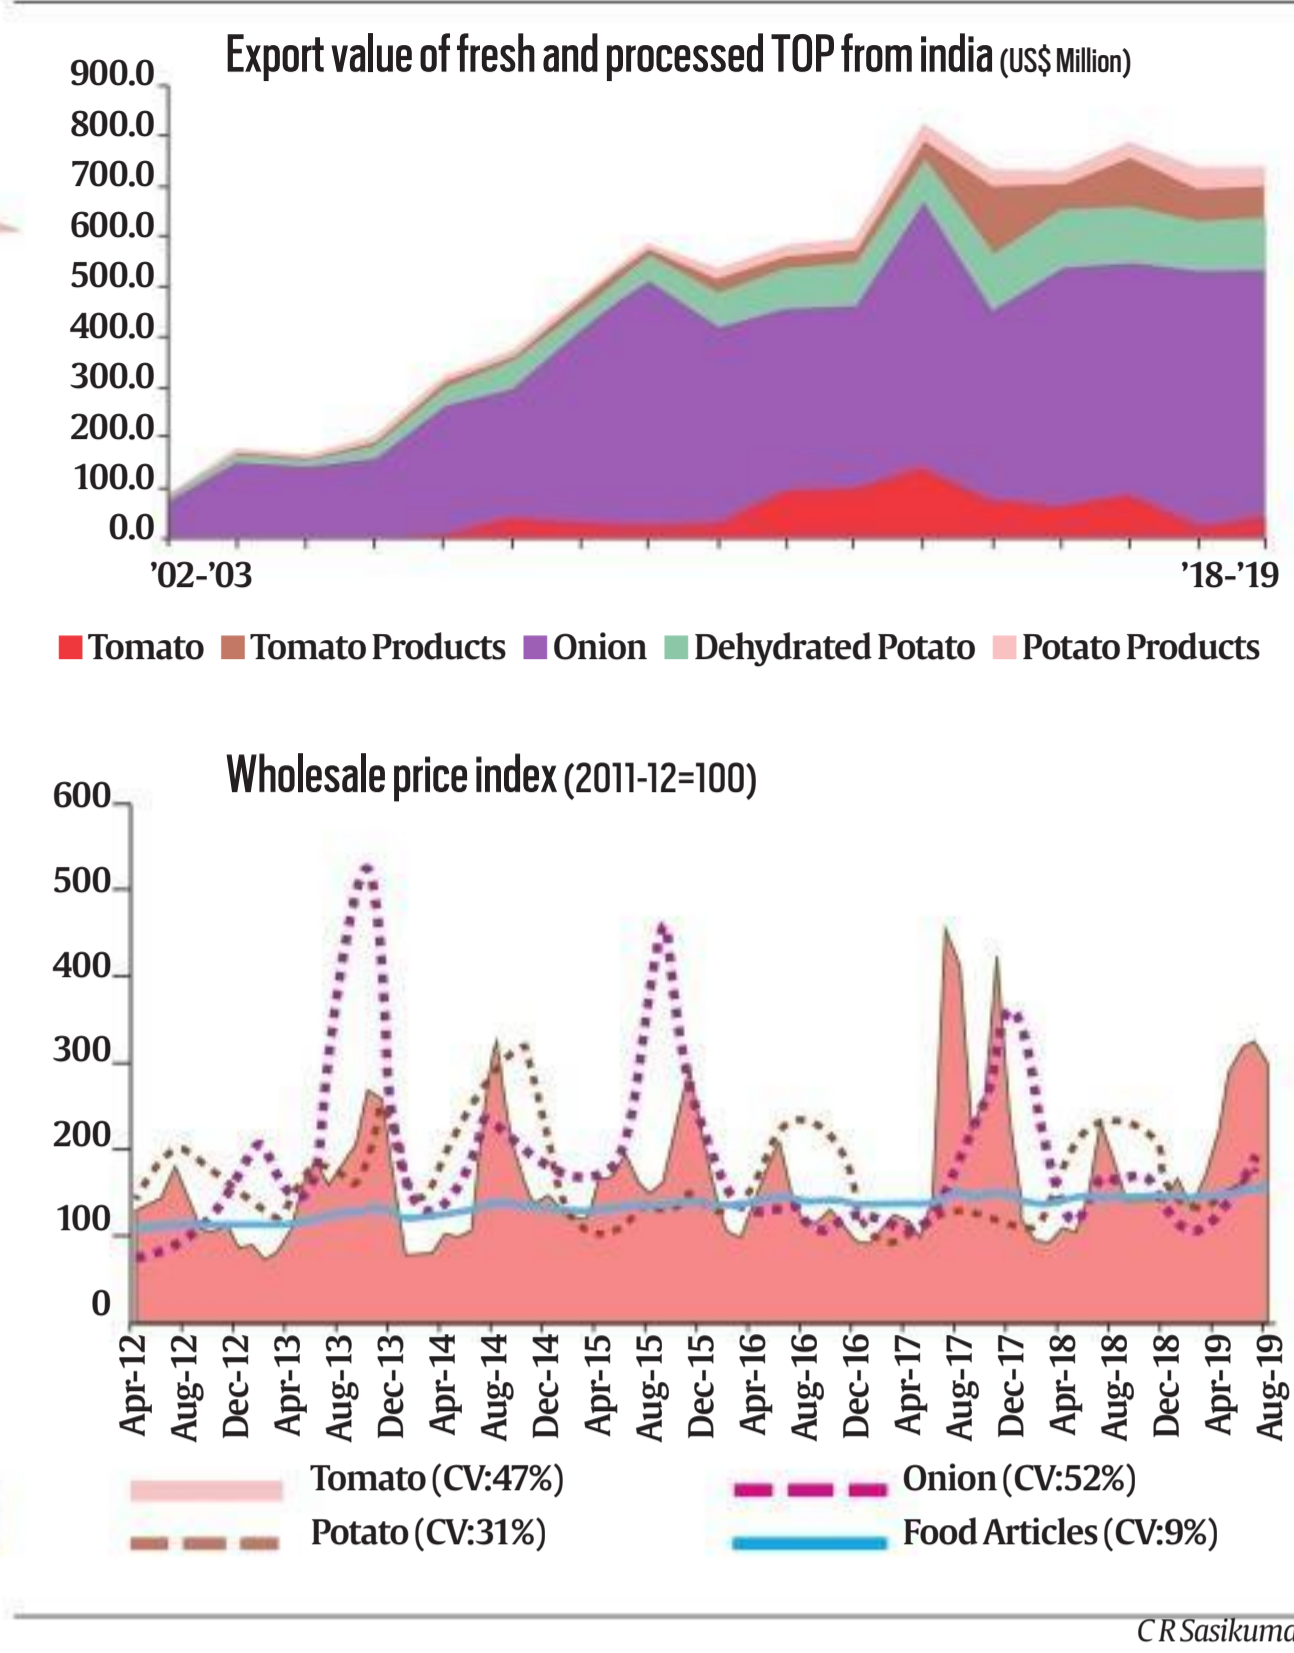 Export value of fresh and processed TOP from india (US$ Million)
900.0
800.0
700.0
600.0
500.0
400.0
300.0
200.0
100.0
0.0
’02-’03 ’18-’19
Tomato Tomato Products Onion Dehydrated Potato Potato Products
Wholesale price index (2011-12=100)
600
500
400
300
200
100
0
Apr-12 Aug-12 Dec-12 Apr-13 Aug-13 Dec-13 Apr-14 Aug-14 Dec-14 Apr-15 Aug-15 Dec-15 Apr-16 Aug-16 Dec-16 Apr-17 Aug-17 Dec-17 Apr-18 Aug-18 Dec-18 Apr-19 Aug-19
Tomato (CV:47%) Onion (CV:52%)
Potato (CV:31%) Food Articles (CV:9%)
C R Sasikuma